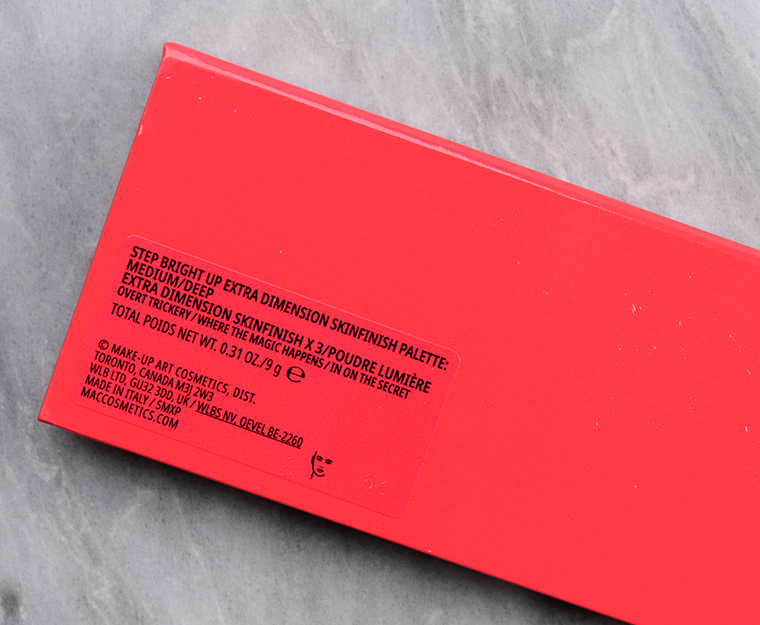 STEP BRIGHT UP EXTRA DIMENSION SKINFINISH PALETTE:
MEDIUM/DEEP
EXTRA DIMENSION SKINFINISH X 3/POUDRE LUMIÈRE
OVERT TRICKERY / WHERE THE MAGIC HAPPENS / IN ON THE SECRET
TOTAL POIDS NET WT. 0.31 OZ./9 g ℮
© MAKE-UP ART COSMETICS, DIST.
TORONTO, CANADA M3J 2W3
WLB LTD, GU32 3DD, UK / WLBS NV, OEVEL BE-2260
MADE IN ITALY / SMXP
MACCOSMETICS.COM